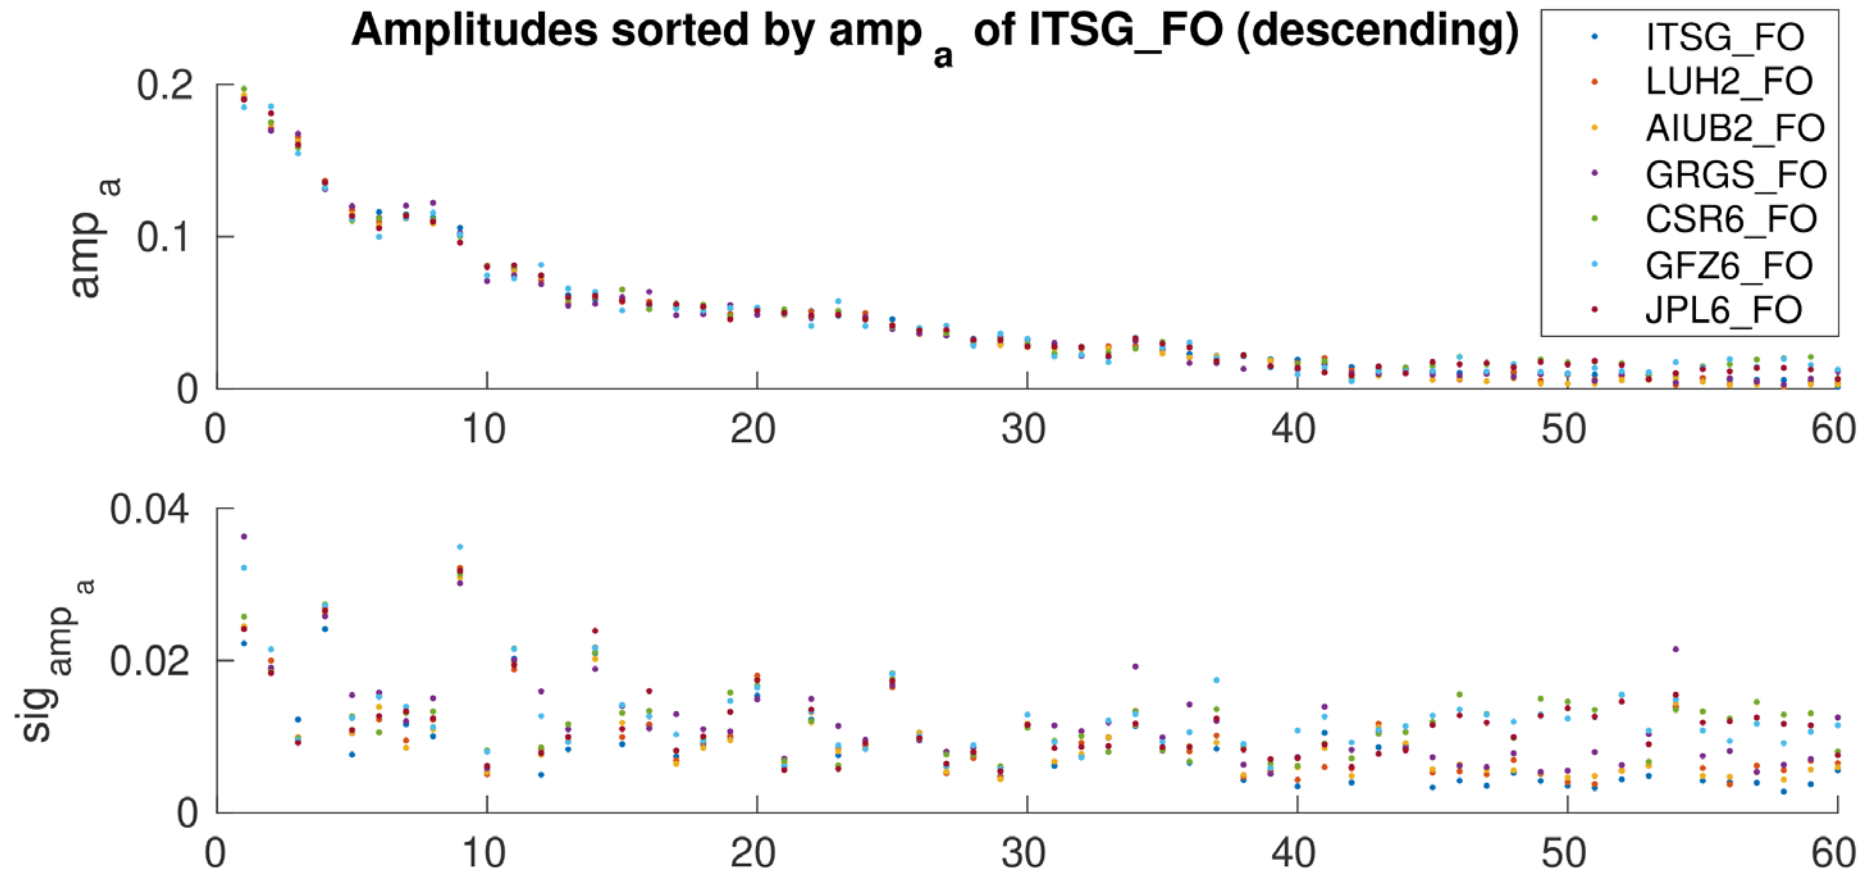 Amplitudes sorted by amp a of ITSG_FO (descending)
ITSG_FO
LUH2_FO
AIUB2_FO
GRGS_FO
CSR6_FO
GFZ6_FO
JPL6_FO
amp a
0.2
0.1
0
0 10 20 30 40 50 60
sig amp a
0.04
0.02
0
0 10 20 30 40 50 60